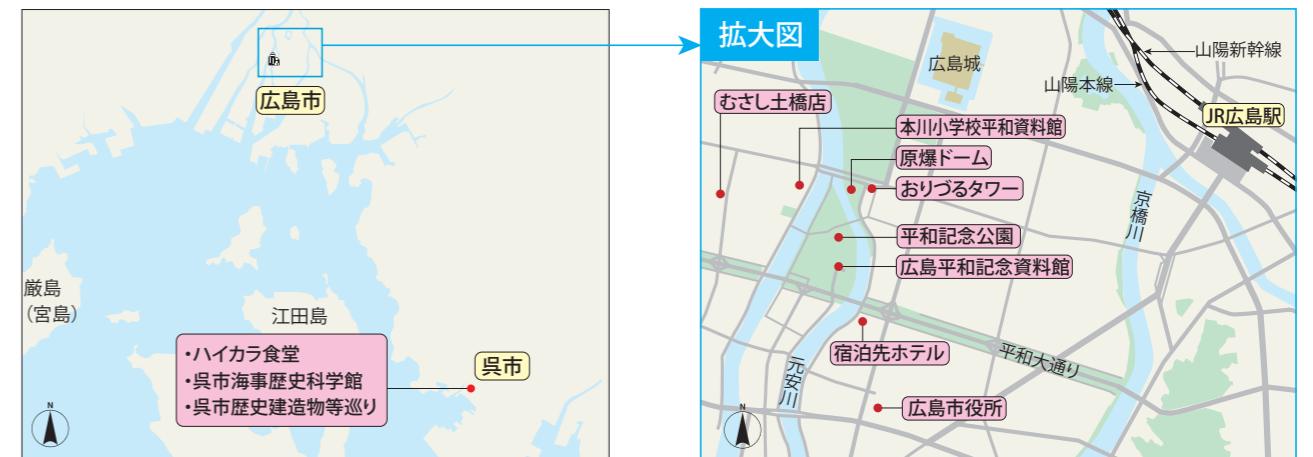 広島市
厳島
(宮島)
江田島
・ハイカラ食堂
・呉市海事歴史科学館
・呉市歴史建造物等巡り
呉市
N
拡大図
広島城
山陽新幹線
山陽本線
JR広島駅
むさし土橋店
本川小学校平和資料館
原爆ドーム
おりづるタワー
京橋川
平和記念公園
広島平和記念資料館
宿泊先ホテル
平和大通り
元安川
広島市役所
N